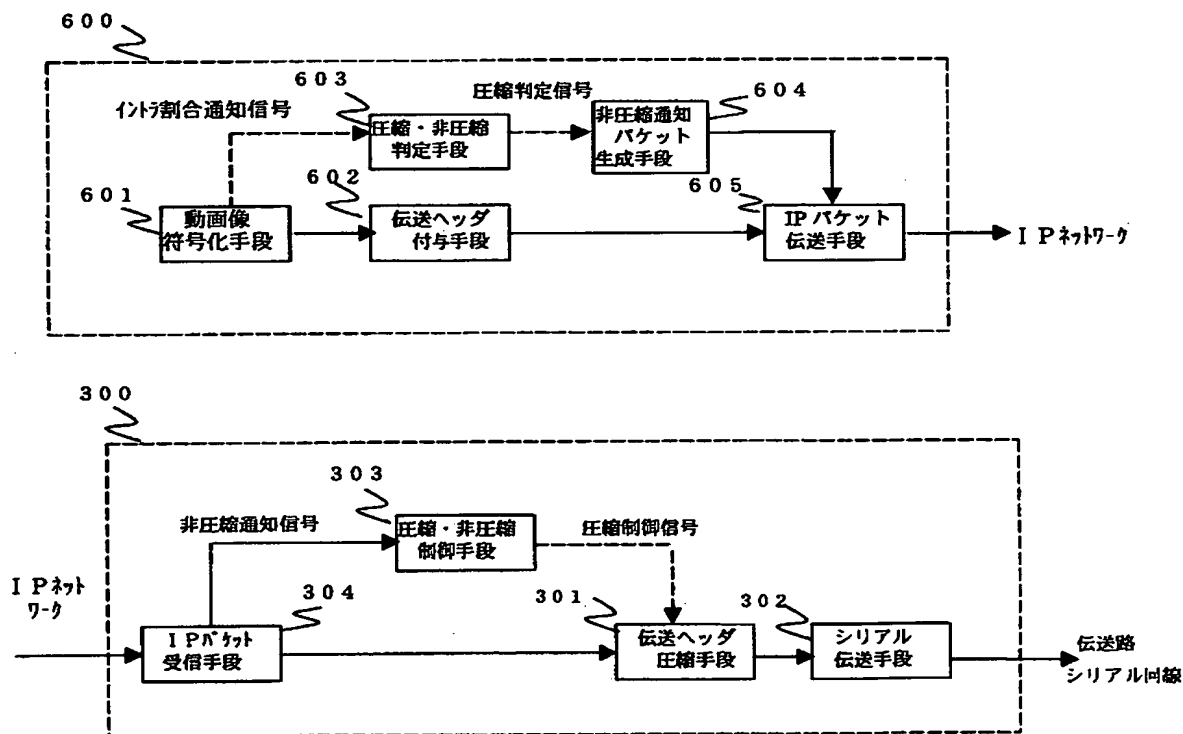 ６００
６０３
イントラ割合通知信号
圧縮判定信号
６０４
圧縮・非圧縮
判定手段
非圧縮通知
パケット
生成手段
６０１
６０２
６０５
動画像
符号化手段
伝送ヘッダ
付与手段
IPパケット
伝送手段
ＩＰネットワーク
３００
３０３
非圧縮通知信号
圧縮・非圧縮
制御手段
圧縮制御信号
ＩＰネット
ワーク
３０４
３０１
３０２
ＩＰパケット
受信手段
伝送ヘッダ
圧縮手段
シリアル
伝送手段
伝送路
シリアル回線